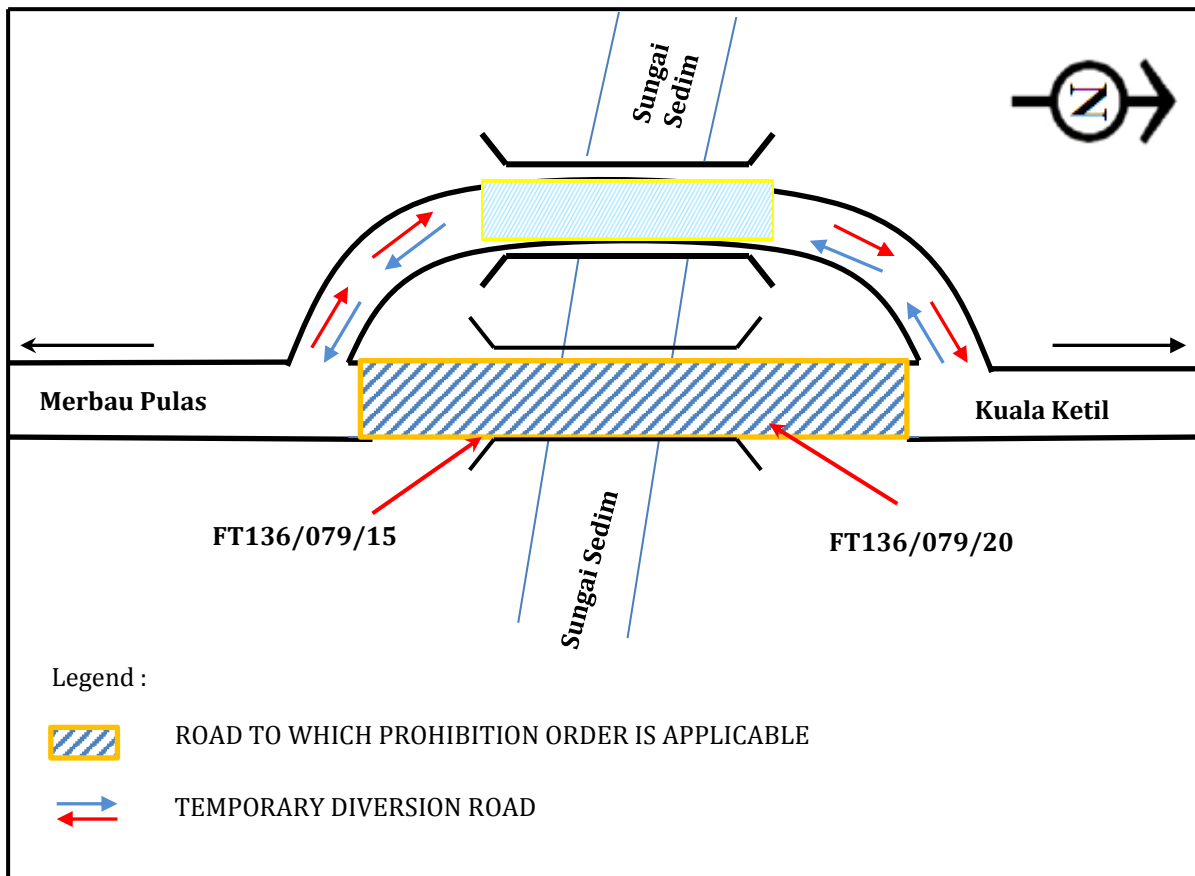 Sungai
Sedim
N
Merbau Pulas
Kuala Ketil
FT136/079/15
FT136/079/20
Sungai Sedim
Legend :
ROAD TO WHICH PROHIBITION ORDER IS APPLICABLE
TEMPORARY DIVERSION ROAD